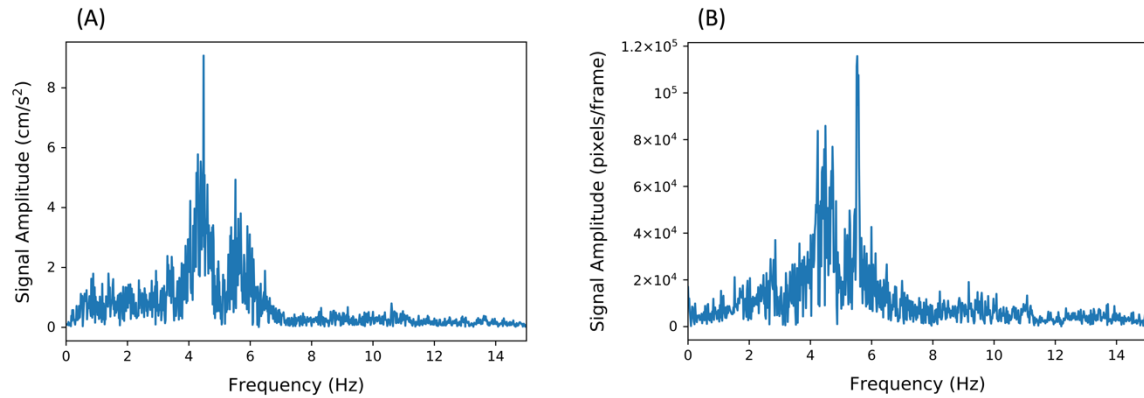 (A)
Signal Amplitude (cm/s²)
8
6
4
2
0
0 2 4 6 8 10 12 14
Frequency (Hz)
(B)
Signal Amplitude (pixels/frame)
1.2×10⁵
10⁵
8×10⁴
6×10⁴
4×10⁴
2×10⁴
0
0 2 4 6 8 10 12 14
Frequency (Hz)